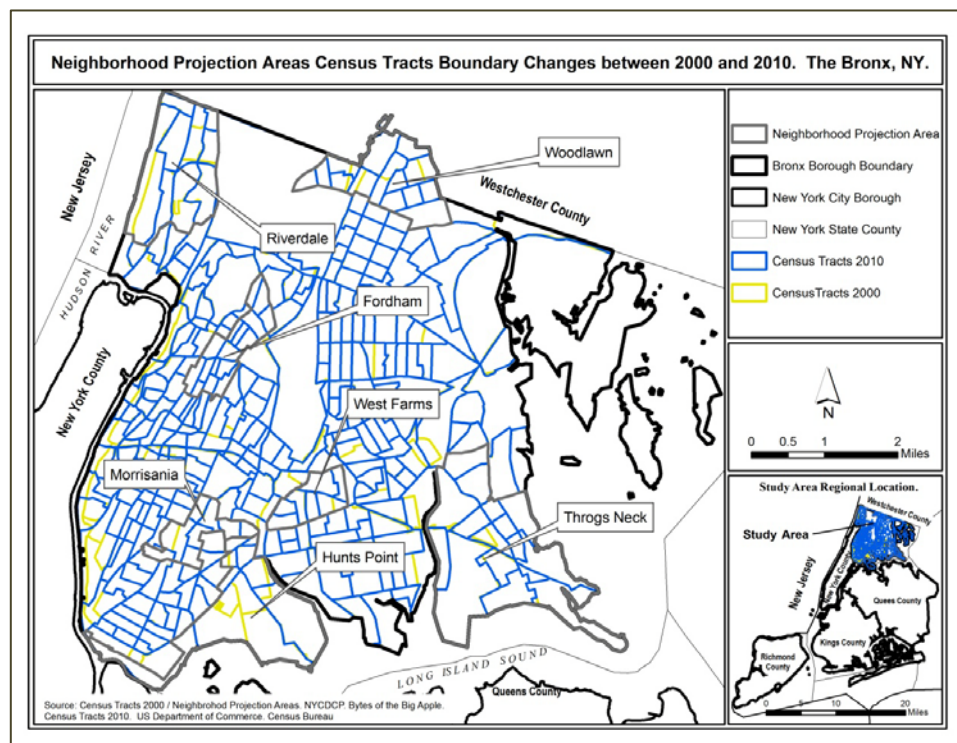 Neighborhood Projection Areas Census Tracts Boundary Changes between 2000 and 2010. The Bronx, NY.
New Jersey
HUDSON RIVER
New York County
Woodlawn
Westchester County
Riverdale
Fordham
West Farms
Morrisania
Throgs Neck
Hunts Point
LONG ISLAND SOUND
Queens County
Source: Census Tracts 2000 / Neighbrohod Projection Areas. NYCDCP. Bytes of the Big Apple.
Census Tracts 2010. US Department of Commerce. Census Bureau
Neighborhood Projection Area
Bronx Borough Boundary
New York City Borough
New York State County
Census Tracts 2010
CensusTracts 2000
N
0 0.5 1 2
Miles
Study Area Regional Location.
Westchester County
Study Area
New Jersey
New York County
Quees County
Kings County
Richmond
County
0 10 20
Miles